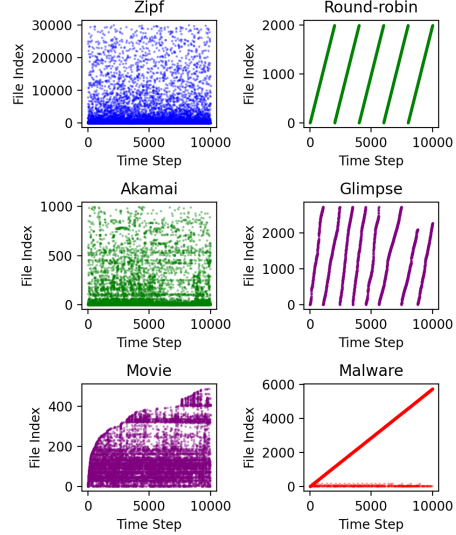 Zipf
Round-robin
File Index
30000
20000
10000
0
0
5000
10000
Time Step
File Index
2000
1000
0
0
5000
10000
Time Step
Akamai
Glimpse
File Index
1000
500
0
0
5000
10000
Time Step
File Index
2000
1000
0
0
5000
10000
Time Step
Movie
Malware
File Index
400
200
0
0
5000
10000
Time Step
File Index
6000
4000
2000
0
0
5000
10000
Time Step